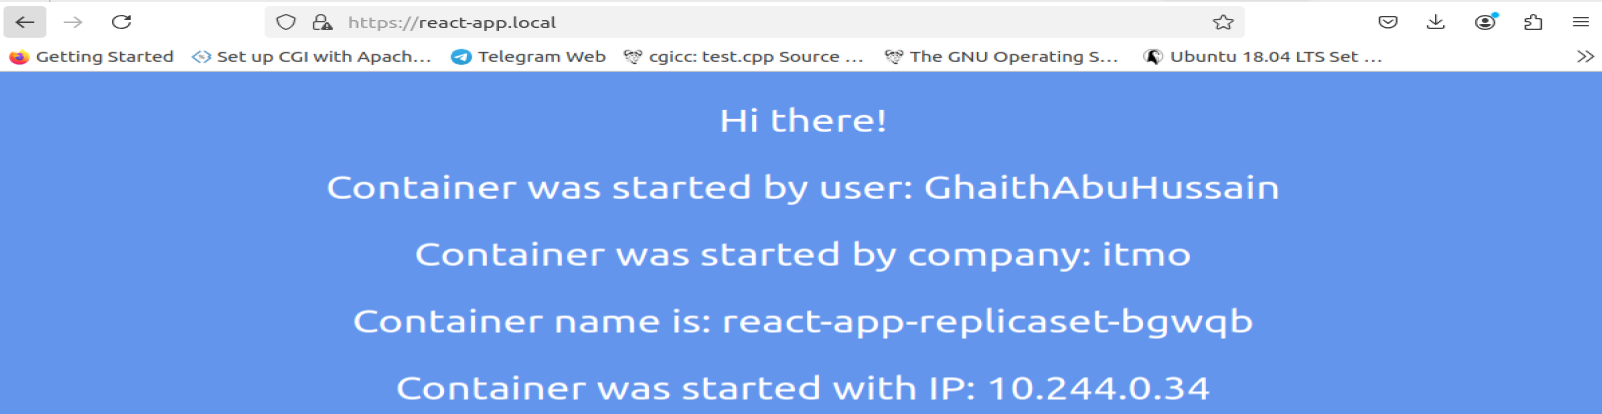 https://react-app.local
Getting Started Set up CGI with Apach... Telegram Web cgicc: test.cpp Source ... The GNU Operating S... Ubuntu 18.04 LTS Set ...
Hi there!
Container was started by user: GhaithAbuHussain
Container was started by company: itmo
Container name is: react-app-replicaset-bgwqb
Container was started with IP: 10.244.0.34